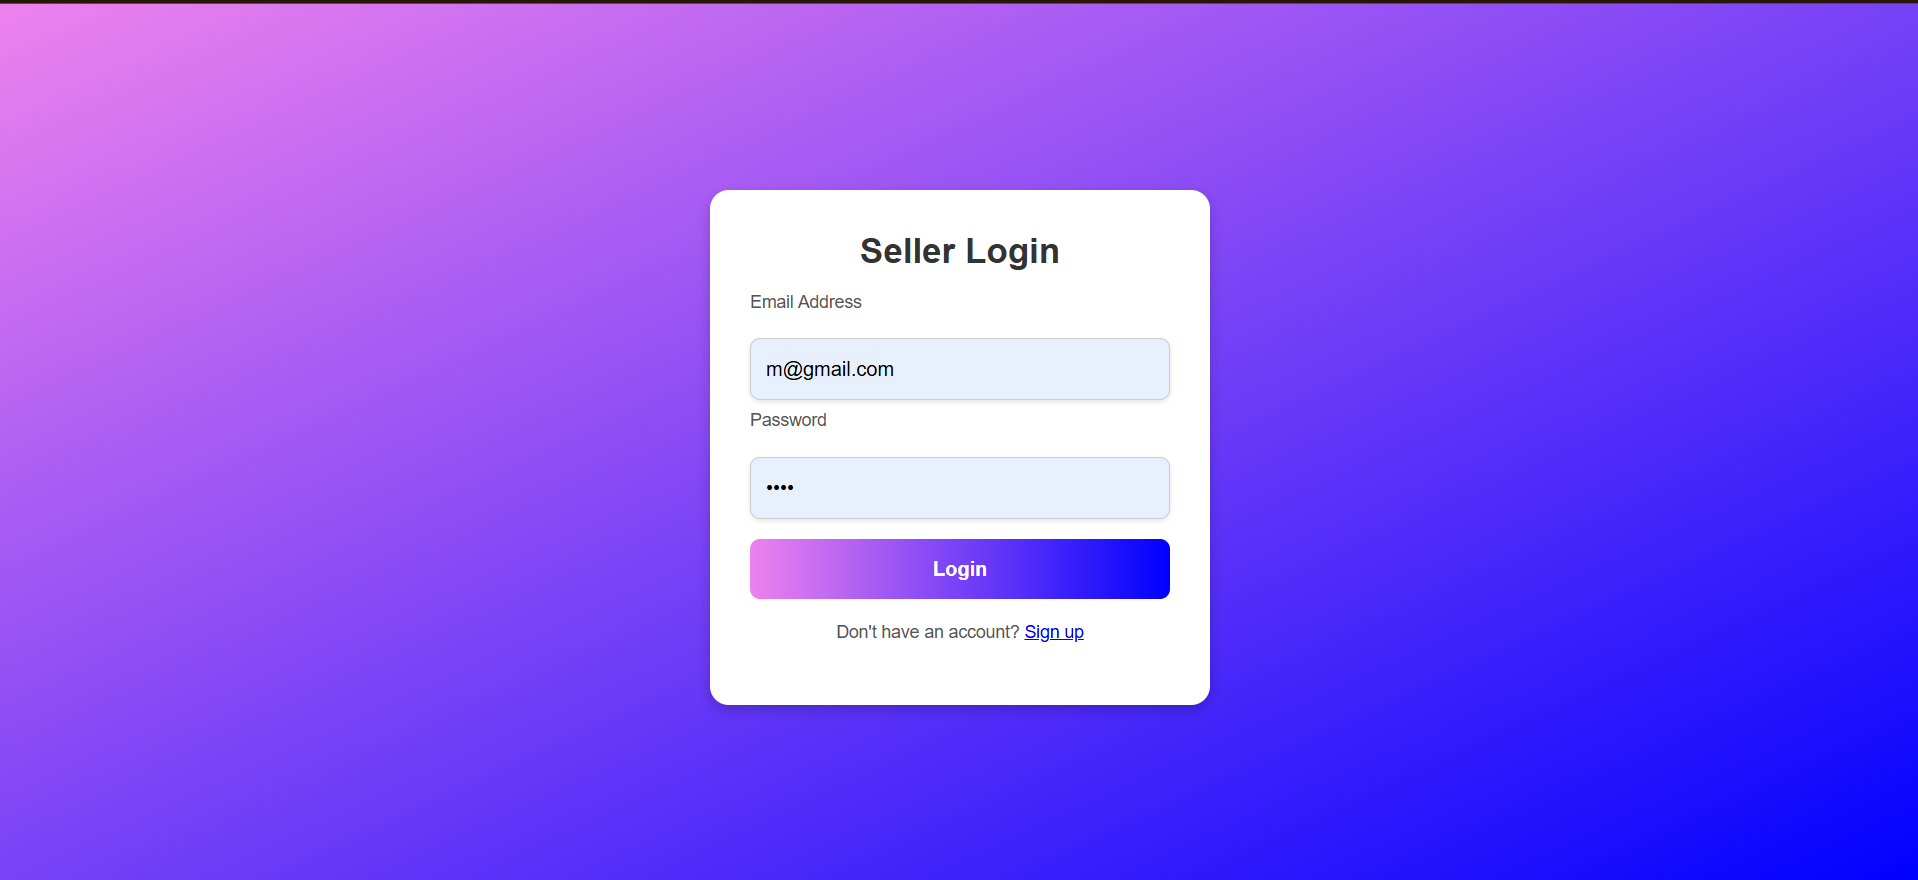 Seller Login
Email Address
m@gmail.com
Password
••••
Login
Don't have an account? Sign up